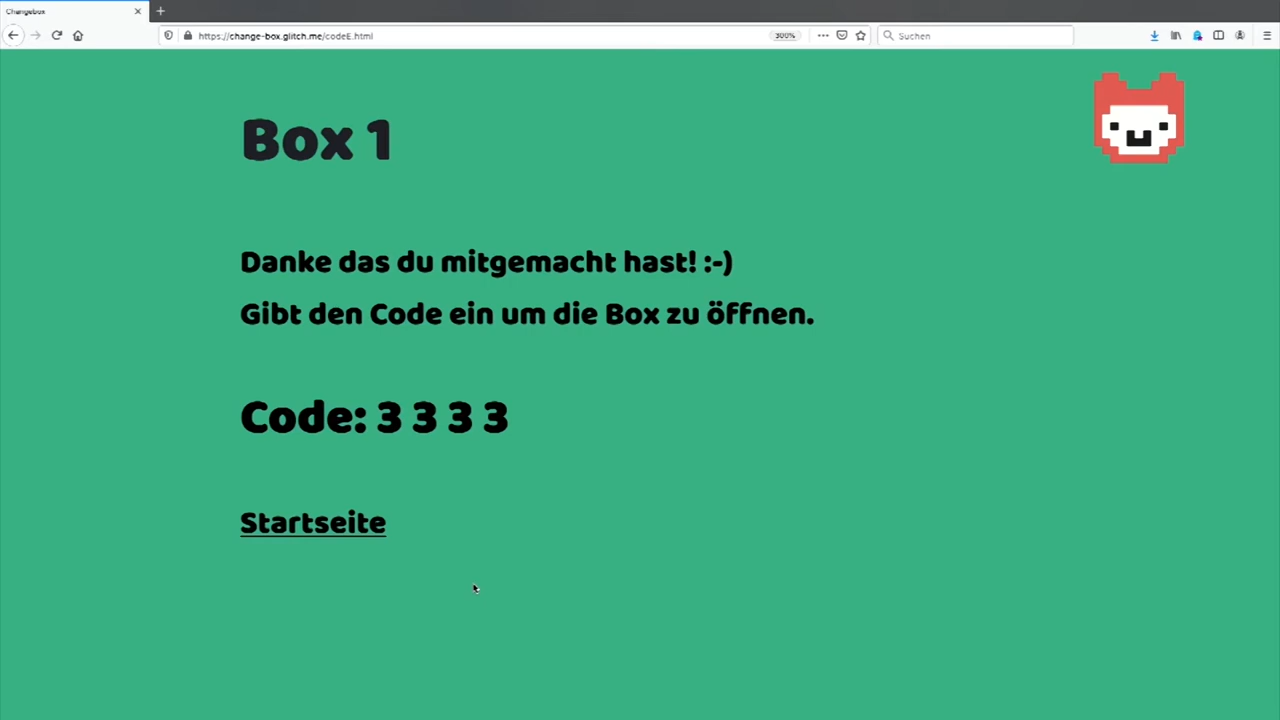 Changebox
https://change-box.glitch.me/codeE.html
300%
Suchen
Box 1
Danke das du mitgemacht hast! :-)
Gibt den Code ein um die Box zu öffnen.
Code: 3 3 3 3
Startseite